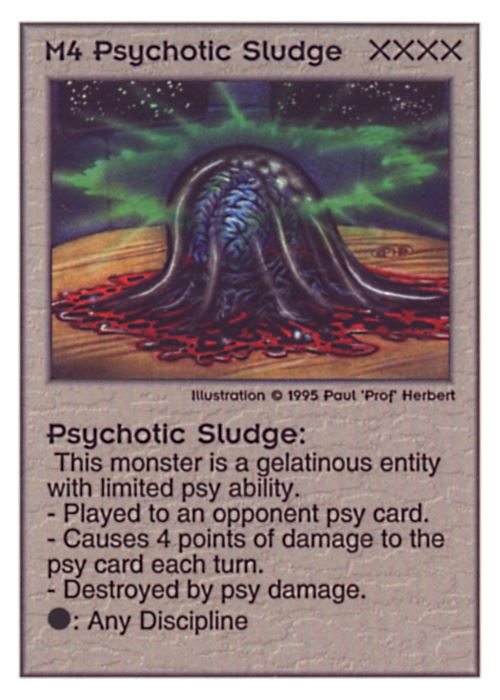 M4 Psychotic Sludge XXXX
Illustration © 1995 Paul 'Prof' Herbert
Psychotic Sludge:
This monster is a gelatinous entity
with limited psy ability.
- Played to an opponent psy card.
- Causes 4 points of damage to the
psy card each turn.
- Destroyed by psy damage.
●: Any Discipline